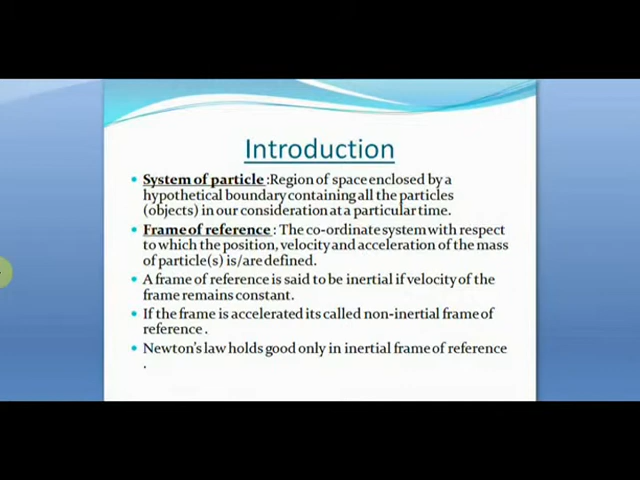 Introduction
System of particle :Region of space enclosed by a
hypothetical boundary containing all the particles
(objects) in our consideration at a particular time.
Frame of reference : The co-ordinate system with respect
to which the position, velocity and acceleration of the mass
of particle(s) is/are defined.
A frame of reference is said to be inertial if velocity of the
frame remains constant.
If the frame is accelerated its called non-inertial frame of
reference .
Newton's law holds good only in inertial frame of reference
.